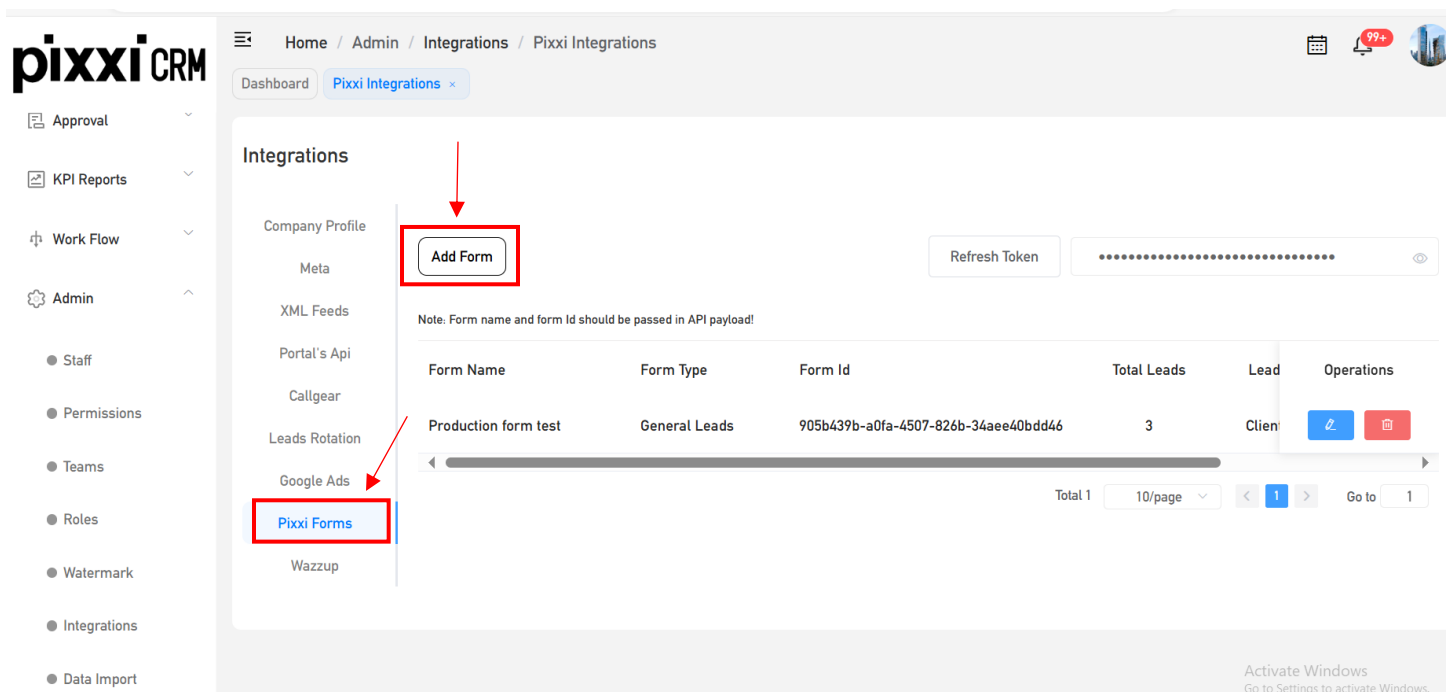 pixxi CRM
Home / Admin / Integrations / Pixxi Integrations
99+
Dashboard
Pixxi Integrations ×
Approval
KPI Reports
Work Flow
Admin
Staff
Permissions
Teams
Roles
Watermark
Integrations
Data Import
Integrations
Company Profile
Meta
XML Feeds
Portal's Api
Callgear
Leads Rotation
Google Ads
Pixxi Forms
Wazzup
Add Form
Refresh Token
••••••••••••••••••••••••••••••••
Note: Form name and form Id should be passed in API payload!
Form Name Form Type Form Id Total Leads Lead Operations
Production form test General Leads 905b439b-a0fa-4507-826b-34aee40bdd46 3 Clien
Total 1 10/page < 1 > Go to 1
Activate Windows
Go to Settings to activate Windows.